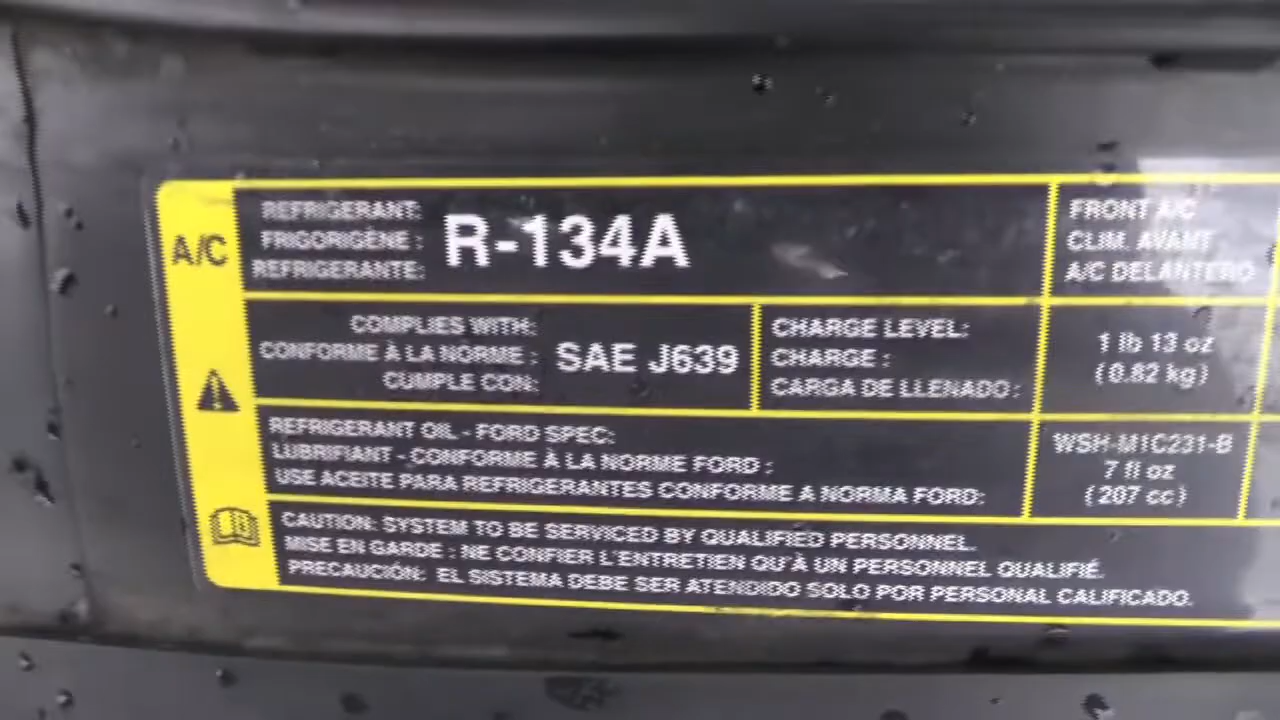 A/C
REFRIGERANT:
FRIGORIGÈNE :
REFRIGERANTE:
R-134A
FRONT A/C
CLIM. AVANT
A/C DELANTERO
COMPLIES WITH:
CONFORME À LA NORME :
CUMPLE CON:
SAE J639
CHARGE LEVEL:
CHARGE :
CARGA DE LLENADO :
1 lb 13 oz
(0.82 kg)
REFRIGERANT OIL - FORD SPEC:
LUBRIFIANT - CONFORME À LA NORME FORD :
USE ACEITE PARA REFRIGERANTES CONFORME A NORMA FORD:
WSH-M1C231-B
7 fl oz
(207 cc)
CAUTION: SYSTEM TO BE SERVICED BY QUALIFIED PERSONNEL.
MISE EN GARDE : NE CONFIER L'ENTRETIEN QU'À UN PERSONNEL QUALIFIÉ.
PRECAUCIÓN: EL SISTEMA DEBE SER ATENDIDO SOLO POR PERSONAL CALIFICADO.